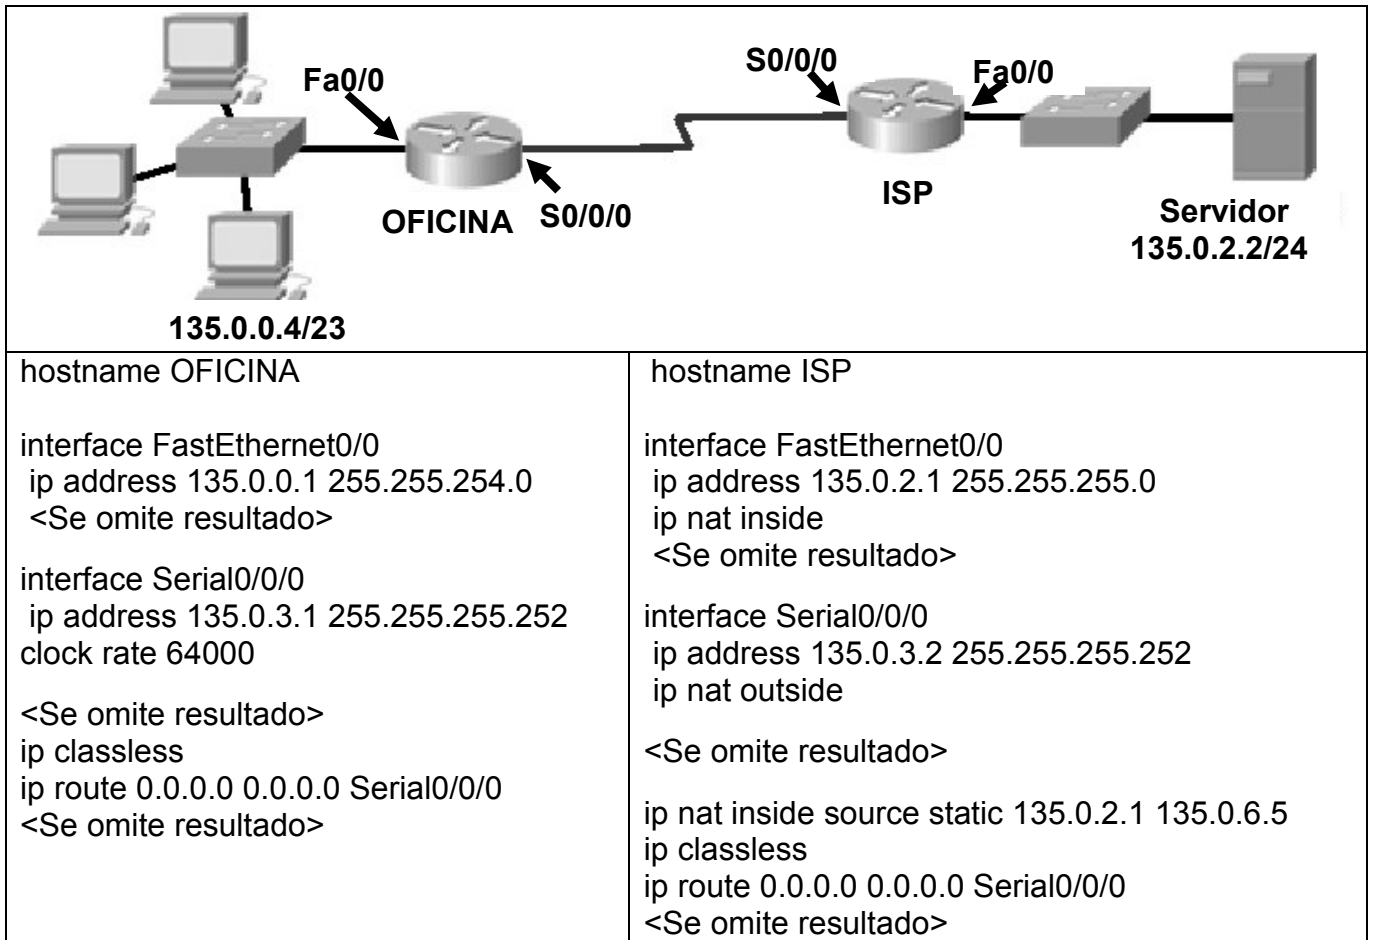 Fa0/0
S0/0/0
Fa0/0
OFICINA
S0/0/0
ISP
Servidor
135.0.2.2/24
135.0.0.4/23
hostname OFICINA
interface FastEthernet0/0
ip address 135.0.0.1 255.255.254.0
<Se omite resultado>
interface Serial0/0/0
ip address 135.0.3.1 255.255.255.252
clock rate 64000
<Se omite resultado>
ip classless
ip route 0.0.0.0 0.0.0.0 Serial0/0/0
<Se omite resultado>
hostname ISP
interface FastEthernet0/0
ip address 135.0.2.1 255.255.255.0
ip nat inside
<Se omite resultado>
interface Serial0/0/0
ip address 135.0.3.2 255.255.255.252
ip nat outside
<Se omite resultado>
ip nat inside source static 135.0.2.1 135.0.6.5
ip classless
ip route 0.0.0.0 0.0.0.0 Serial0/0/0
<Se omite resultado>